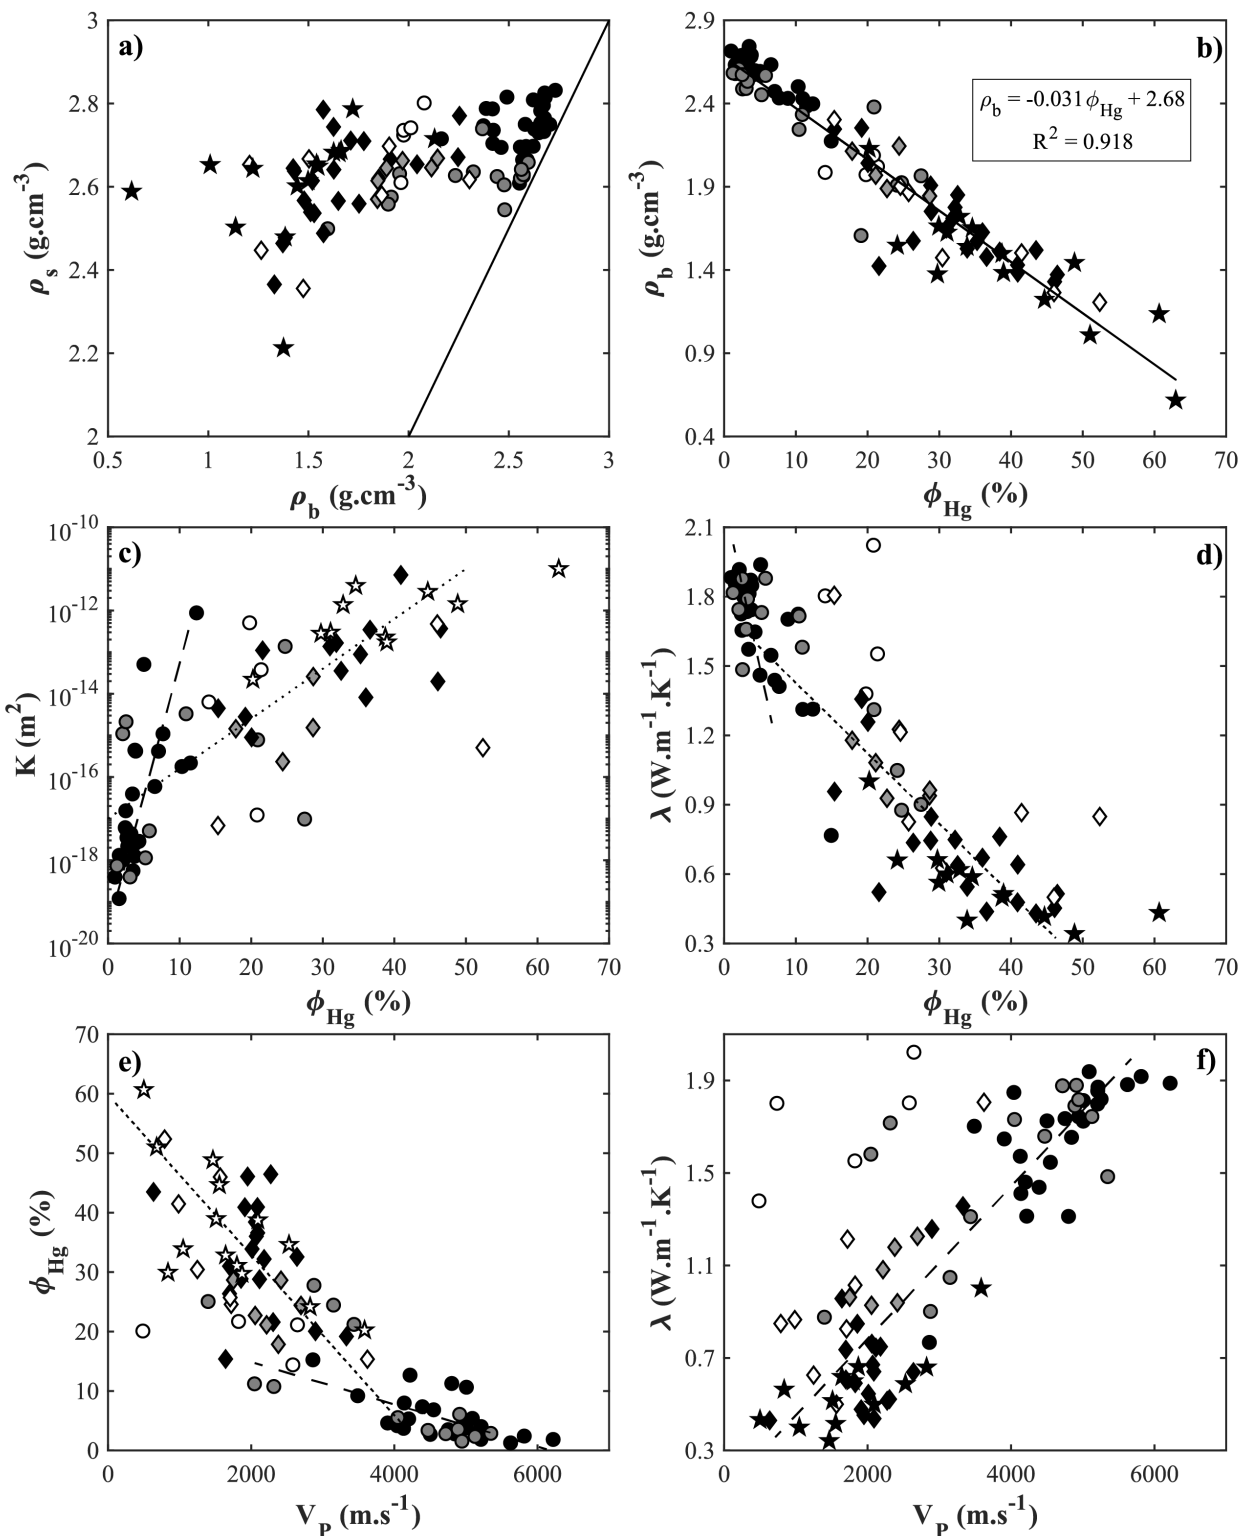 a)
3
2.8
2.6
2.4
2.2
2
ρs (g.cm-3)
0.5 1 1.5 2 2.5 3
ρb (g.cm-3)
b)
2.9
2.4
1.9
1.4
0.9
0.4
ρb (g.cm-3)
ρb = -0.031ϕHg + 2.68
R2 = 0.918
0 10 20 30 40 50 60 70
ϕHg (%)
c)
10-10
10-12
10-14
10-16
10-18
10-20
K (m2)
0 10 20 30 40 50 60 70
ϕHg (%)
d)
2.1
1.8
1.5
1.2
0.9
0.6
0.3
λ (W.m-1.K-1)
0 10 20 30 40 50 60 70
ϕHg (%)
e)
70
60
50
40
30
20
10
0
ϕHg (%)
0 2000 4000 6000
VP (m.s-1)
f)
1.9
1.5
1.1
0.7
0.3
λ (W.m-1.K-1)
0 2000 4000 6000
VP (m.s-1)